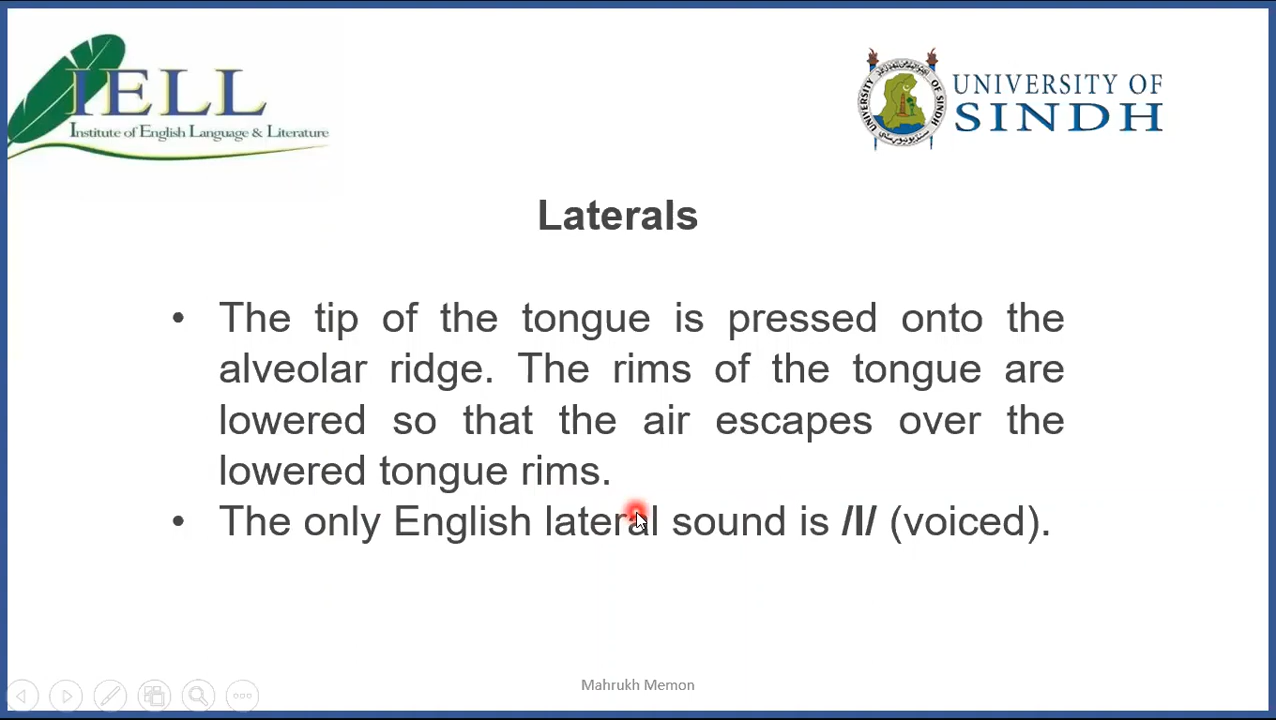 IELL
Institute of English Language & Literature
UNIVERSITY OF
SINDH
Laterals
• The tip of the tongue is pressed onto the
alveolar ridge. The rims of the tongue are
lowered so that the air escapes over the
lowered tongue rims.
• The only English lateral sound is /l/ (voiced).
Mahrukh Memon